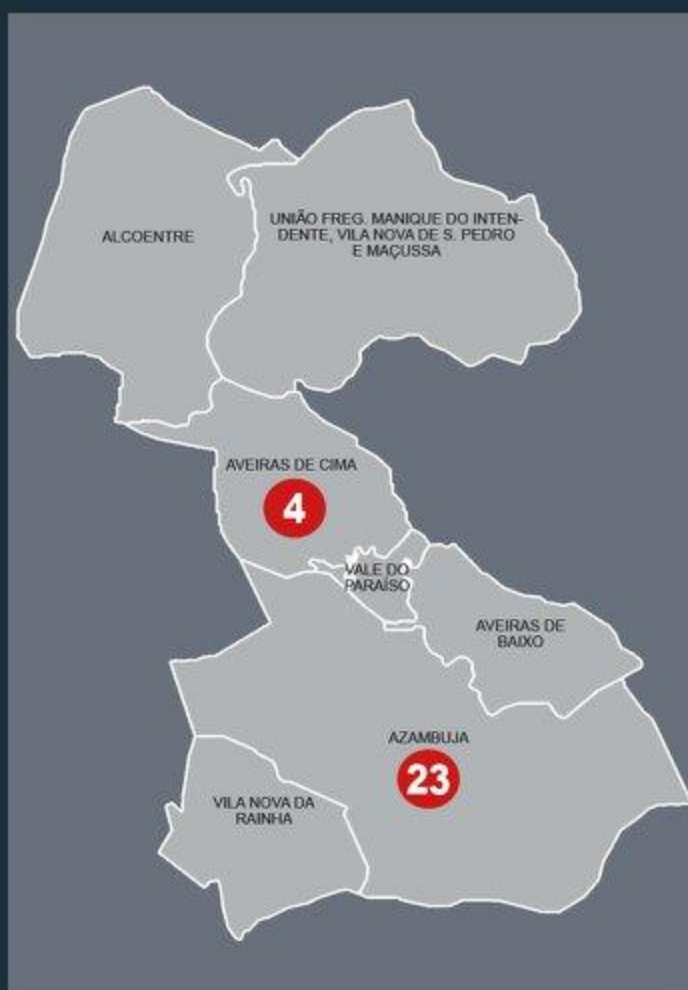 ALCOENTRE
UNIÃO FREG. MANIQUE DO INTEN-
DENTE, VILA NOVA DE S. PEDRO
E MAÇUSSA
AVEIRAS DE CIMA
4
VALE DO
PARAÍSO
AVEIRAS DE
BAIXO
AZAMBUJA
23
VILA NOVA DA
RAINHA